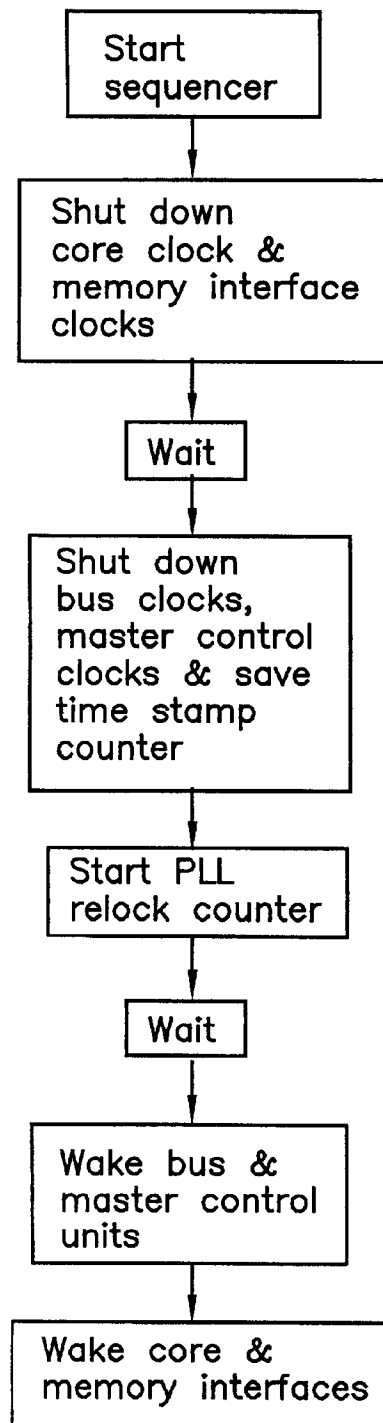 Start
sequencer
Shut down
core clock &
memory interface
clocks
Wait
Shut down
bus clocks,
master control
clocks & save
time stamp
counter
Start PLL
relock counter
Wait
Wake bus &
master control
units
Wake core &
memory interfaces